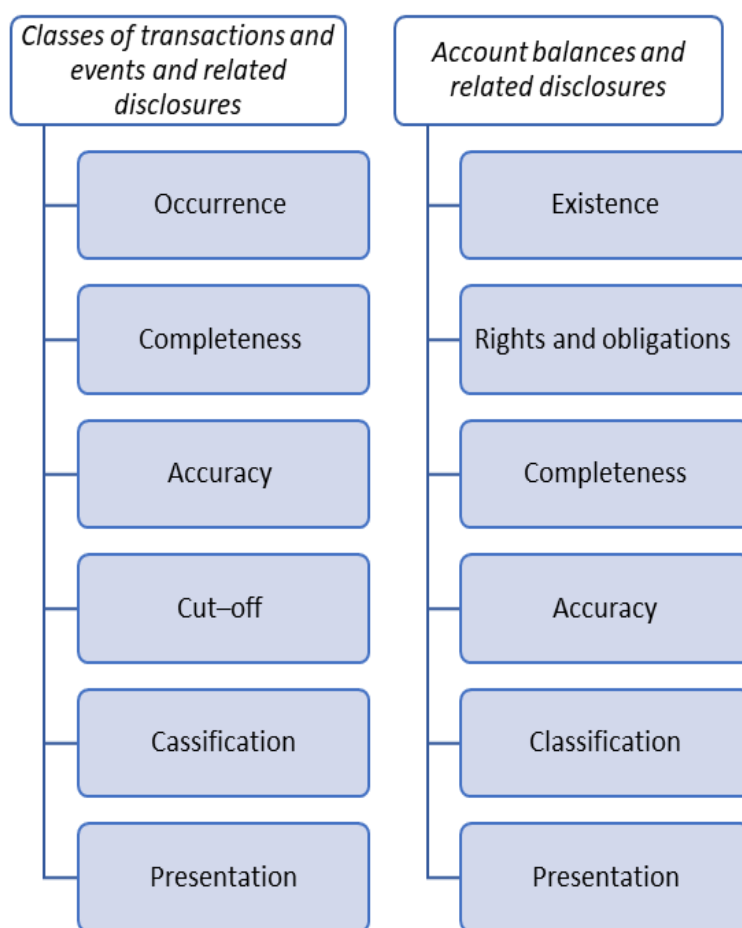 Classes of transactions and
events and related
disclosures
Occurrence
Completeness
Accuracy
Cut–off
Cassification
Presentation
Account balances and
related disclosures
Existence
Rights and obligations
Completeness
Accuracy
Classification
Presentation